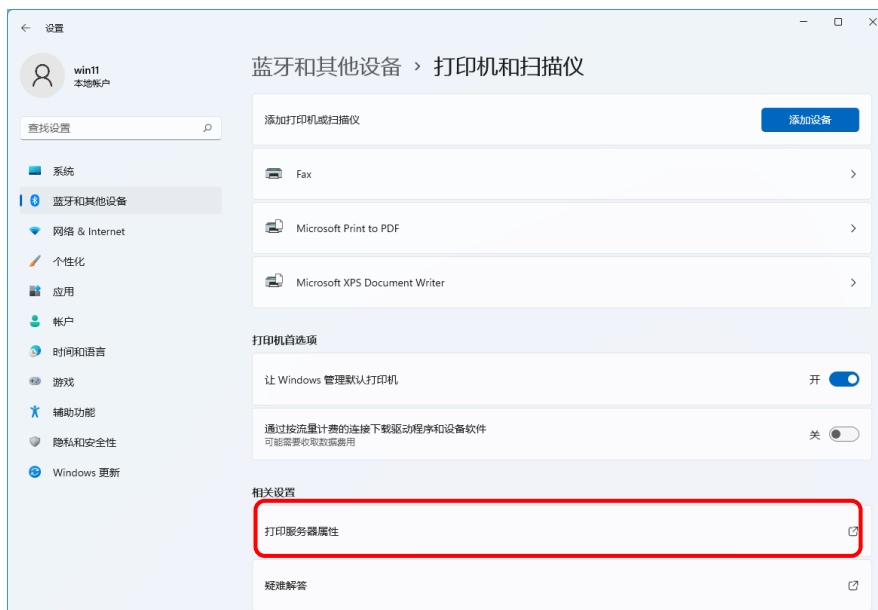 设置
win11
本地帐户
查找设置
系统
蓝牙和其他设备
网络 & Internet
个性化
应用
帐户
时间和语言
游戏
辅助功能
隐私和安全性
Windows 更新
蓝牙和其他设备 › 打印机和扫描仪
添加打印机或扫描仪
添加设备
Fax
Microsoft Print to PDF
Microsoft XPS Document Writer
打印机首选项
让 Windows 管理默认打印机
开
通过按流量计费的连接下载驱动程序和设备软件
可能需要收取数据费用
关
相关设置
打印服务器属性
疑难解答